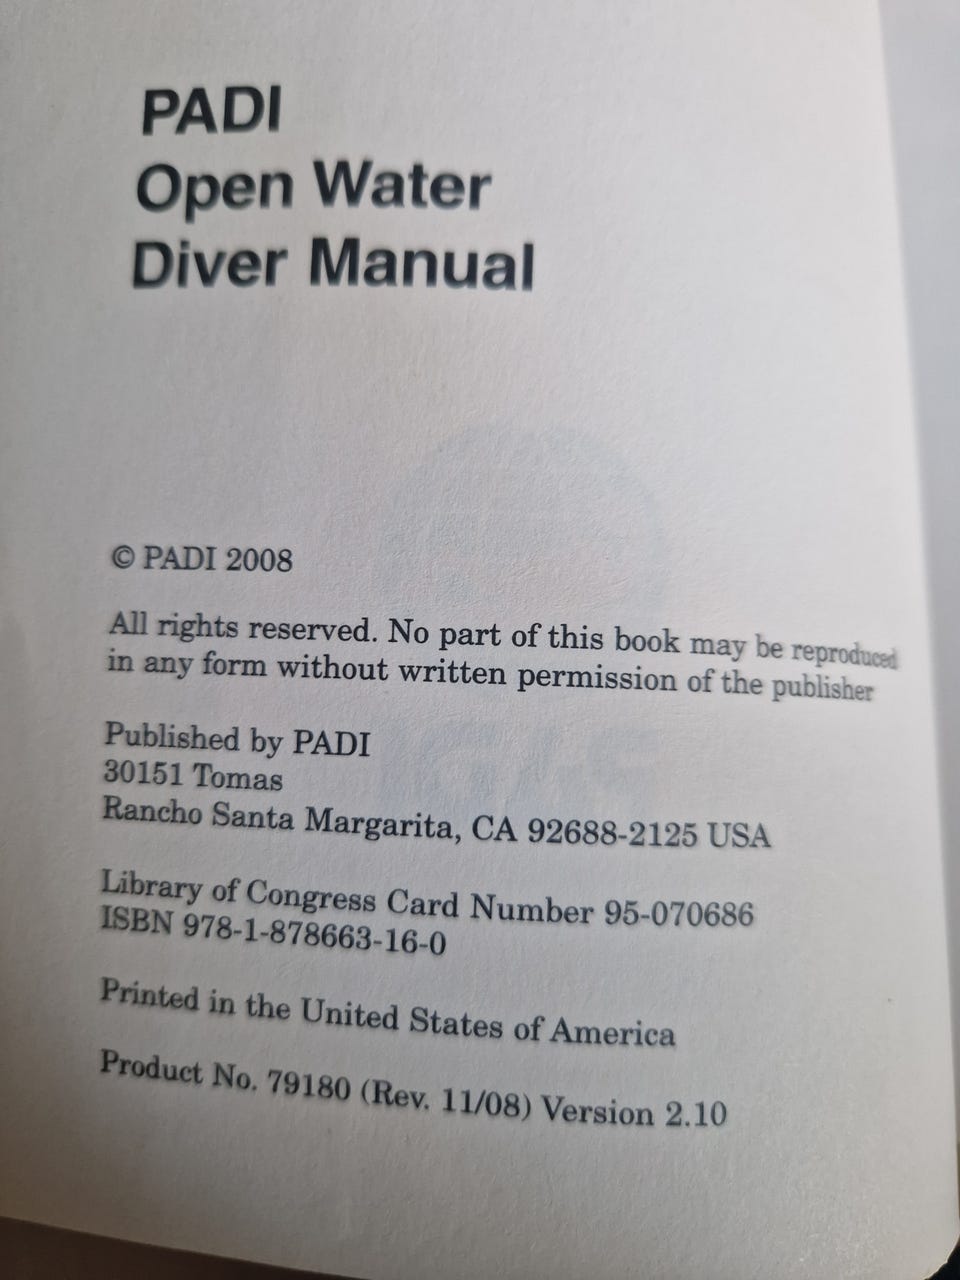 PADI
Open Water
Diver Manual
© PADI 2008
All rights reserved. No part of this book may be reproduced
in any form without written permission of the publisher
Published by PADI
30151 Tomas
Rancho Santa Margarita, CA 92688-2125 USA
Library of Congress Card Number 95-070686
ISBN 978-1-878663-16-0
Printed in the United States of America
Product No. 79180 (Rev. 11/08) Version 2.10